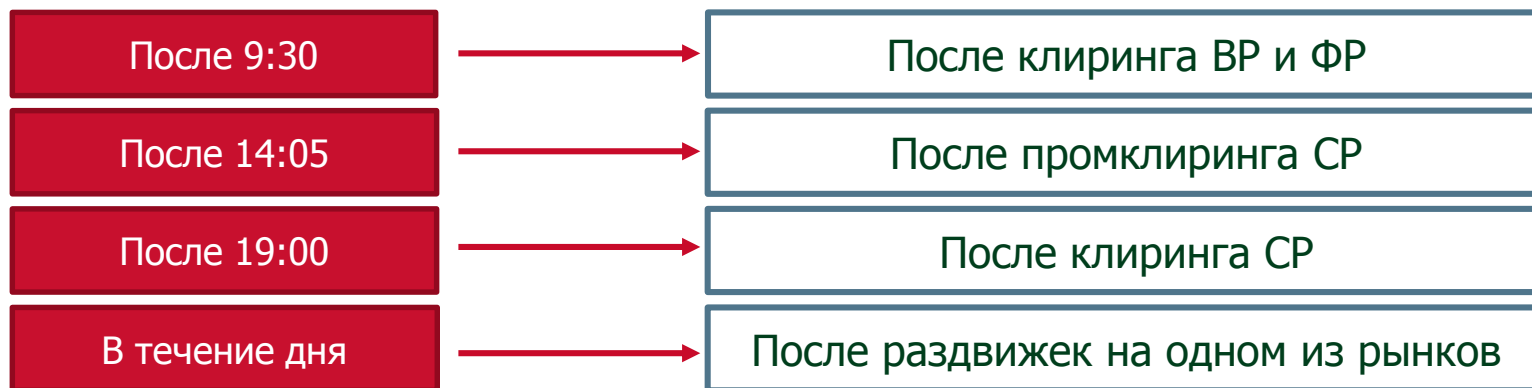 После 9:30
После клиринга ВР и ФР
После 14:05
После промклиринга СР
После 19:00
После клиринга СР
В течение дня
После раздвижек на одном из рынков